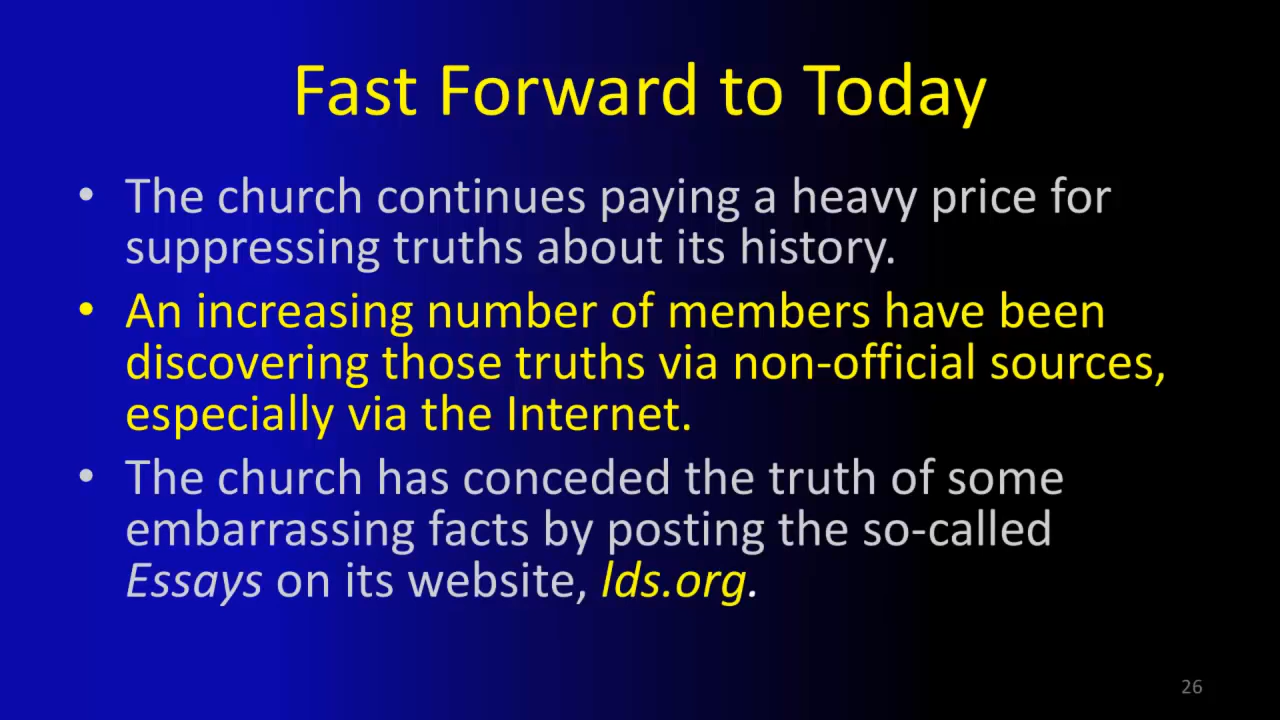 Fast Forward to Today
• The church continues paying a heavy price for
suppressing truths about its history.
• An increasing number of members have been
discovering those truths via non-official sources,
especially via the Internet.
• The church has conceded the truth of some
embarrassing facts by posting the so-called
Essays on its website, lds.org.
26